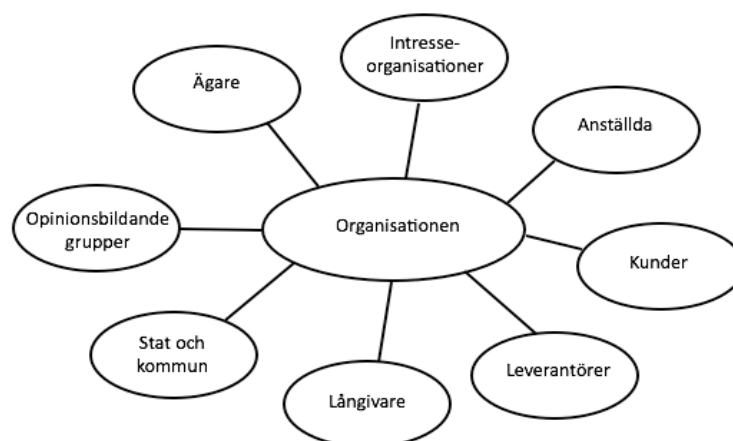 Intresse-
organisationer
Ägare
Anställda
Opinionsbildande
grupper
Organisationen
Kunder
Stat och
kommun
Leverantörer
Långivare